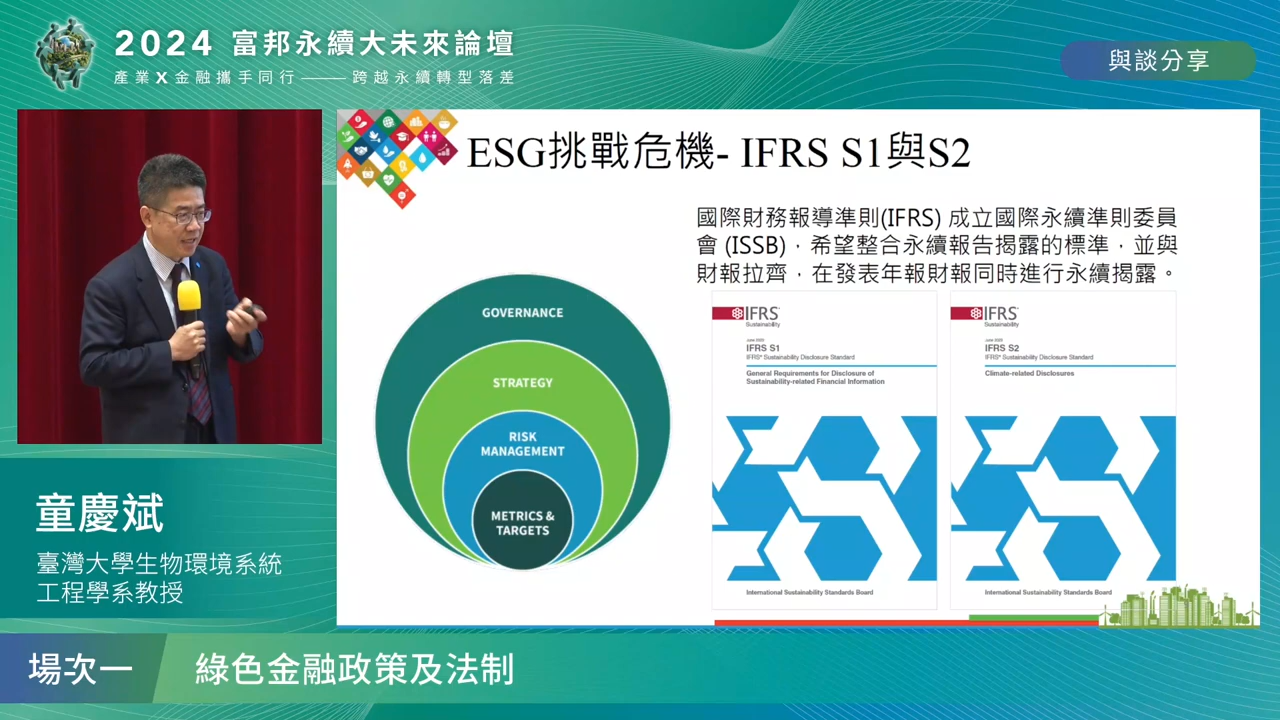 2024 富邦永續大未來論壇
產業X金融攜手同行——跨越永續轉型落差
與談分享
ESG挑戰危機- IFRS S1與S2
國際財務報導準則(IFRS) 成立國際永續準則委員
會 (ISSB)，希望整合永續報告揭露的標準，並與
財報拉齊，在發表年報財報同時進行永續揭露。
GOVERNANCE
STRATEGY
RISK
MANAGEMENT
METRICS &
TARGETS
IFRS
Sustainability
June 2023
IFRS S1
IFRS® Sustainability Disclosure Standard
General Requirements for Disclosure of
Sustainability-related Financial Information
International Sustainability Standards Board
IFRS
Sustainability
June 2023
IFRS S2
IFRS® Sustainability Disclosure Standard
Climate-related Disclosures
International Sustainability Standards Board
童慶斌
臺灣大學生物環境系統
工程學系教授
場次一
綠色金融政策及法制